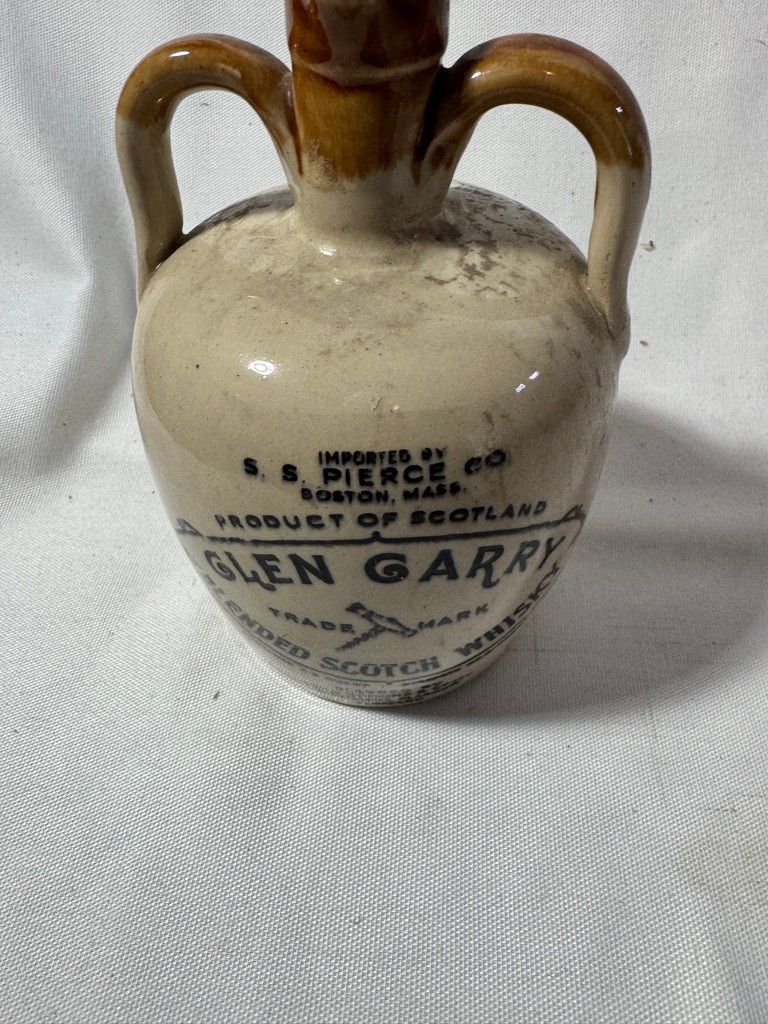 IMPORTED BY
S. S. PIERCE CO.
BOSTON, MASS.
PRODUCT OF SCOTLAND
GLEN GARRY
TRADE MARK
BLENDED SCOTCH WHISKY